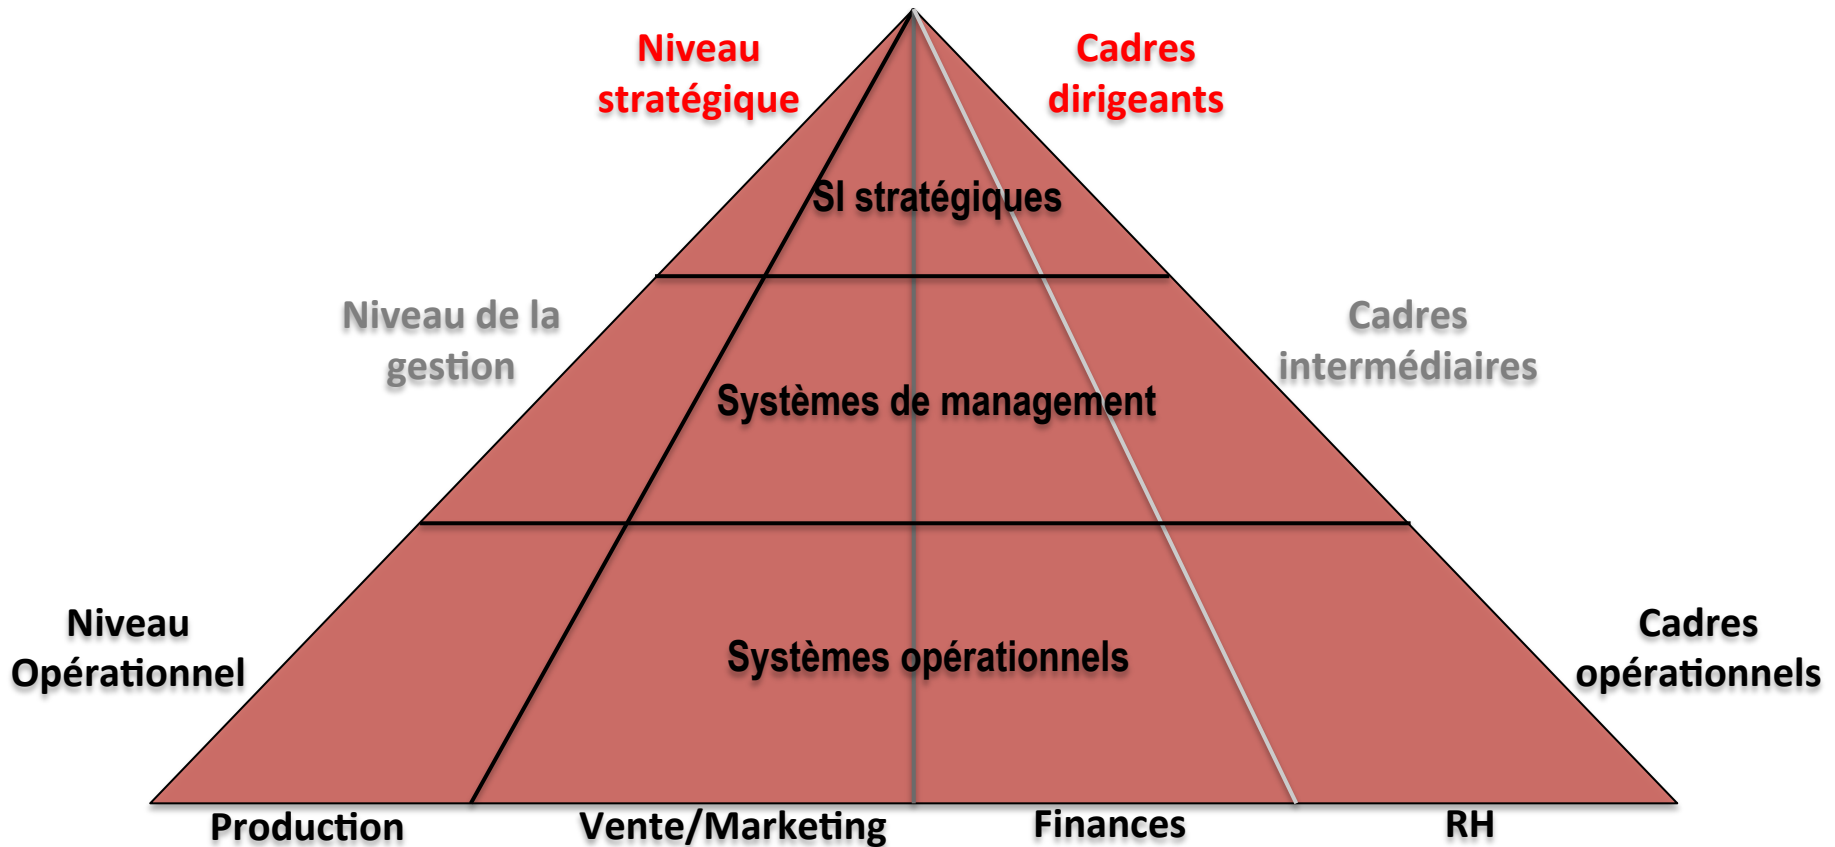 Niveau
stratégique
Cadres
dirigeants
SI stratégiques
Niveau de la
gestion
Cadres
intermédiaires
Systèmes de management
Niveau
Opérationnel
Cadres
opérationnels
Systèmes opérationnels
Production
Vente/Marketing
Finances
RH